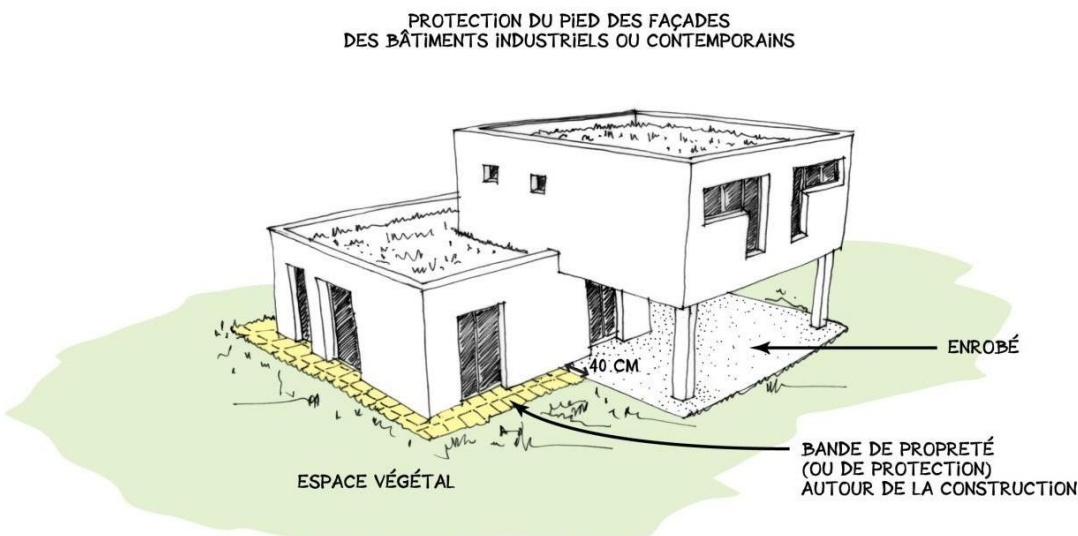 PROTECTION DU PIED DES FAÇADES
DES BÂTIMENTS INDUSTRIELS OU CONTEMPORAINS
40 CM
ENROBÉ
BANDE DE PROPRETÉ
(OU DE PROTECTION)
AUTOUR DE LA CONSTRUCTION
ESPACE VÉGÉTAL